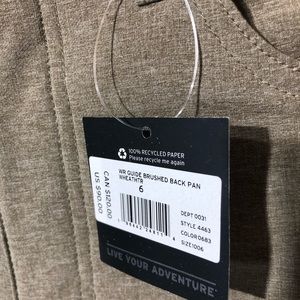 100% RECYCLED PAPER
Please recycle me again
WR GUIDE BRUSHED BACK PAN
WHEATHTR
6
CAN $120.00
US $90.00
DEPT 0031
STYLE 4463
COLOR 0683
SIZE 1006
LIVE YOUR ADVENTURE